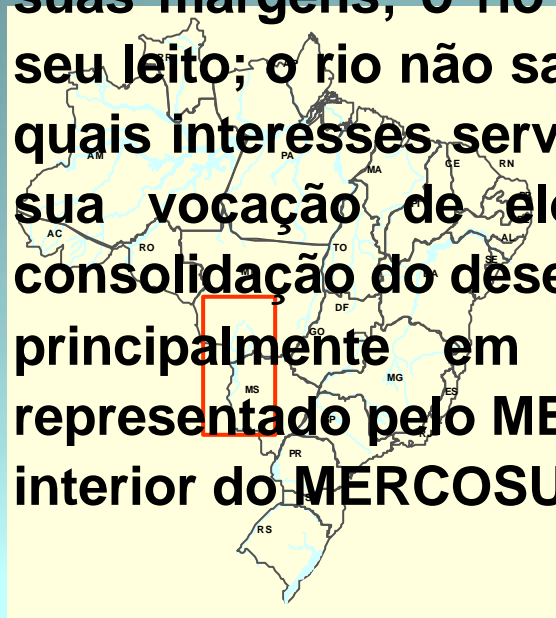 suas margens; o rio
seu leito; o rio não sa
quais interesses serv
sua vocação de ele
consolidação do dese
principalmente em
representado pelo ME
interior do MERCOSU
AM
PA
MA
CE
RN
AC
RO
TO
AL
SE
DF
GO
MG
ES
MS
PR
RS